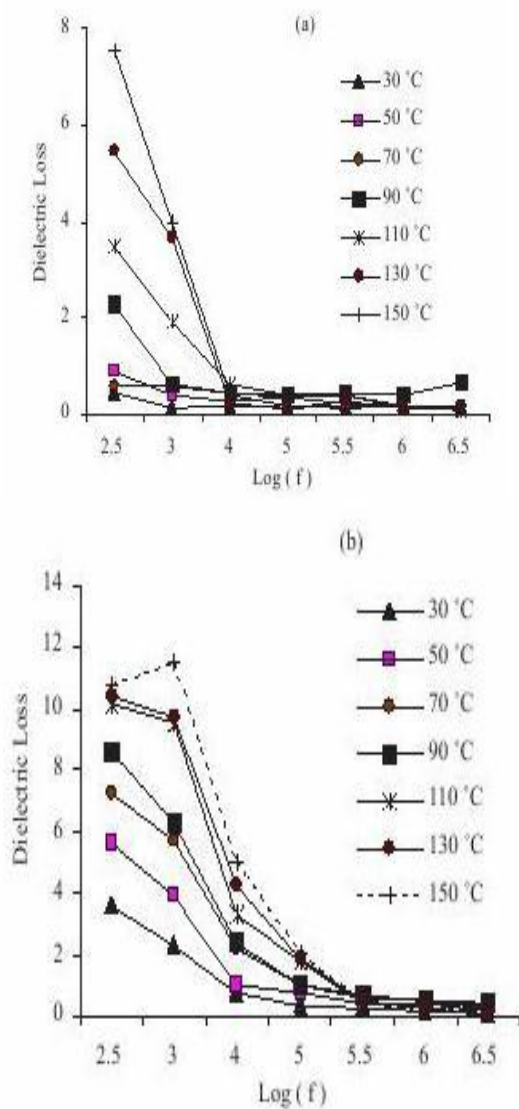 (a)
8
6
4
2
0
Dielectric Loss
30 ˚C
50 ˚C
70 ˚C
90 ˚C
110 ˚C
130 ˚C
150 ˚C
2.5 3 4 5 5.5 6 6.5
Log ( f )
(b)
14
12
10
8
6
4
2
0
Dielectric Loss
30 ˚C
50 ˚C
70 ˚C
90 ˚C
110 ˚C
130 ˚C
150 ˚C
2.5 3 4 5 5.5 6 6.5
Log ( f )